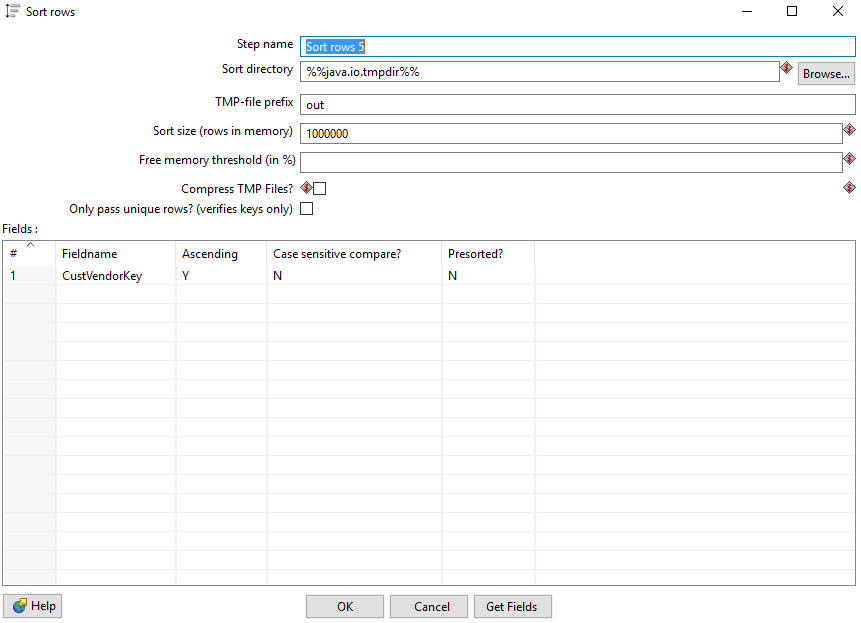 Sort rows
Step name Sort rows 5
Sort directory %%java.io.tmpdir%% Browse...
TMP-file prefix out
Sort size (rows in memory) 1000000
Free memory threshold (in %)
Compress TMP Files?
Only pass unique rows? (verifies keys only)
Fields :
# Fieldname Ascending Case sensitive compare? Presorted?
1 CustVendorKey Y N N
Help OK Cancel Get Fields